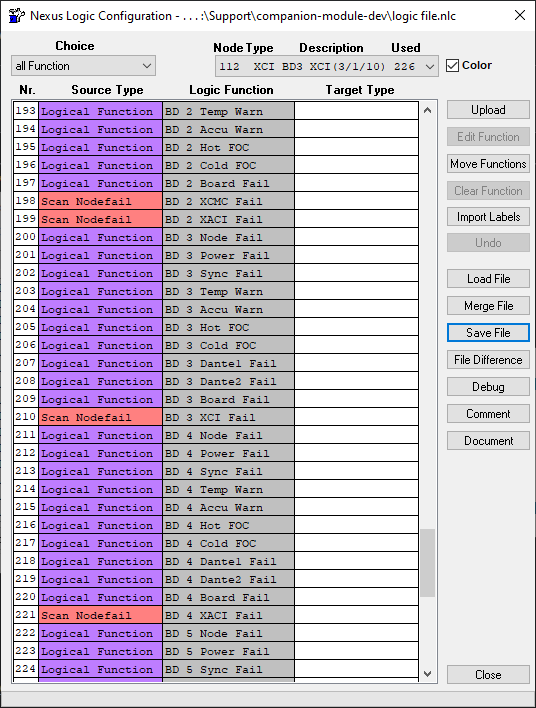 Nexus Logic Configuration - . . . :\Support\companion-module-dev\logic file.nlc
Choice
all Function
Node Type Description Used
112 XCI BD3 XCI(3/1/10) 226
Color
Nr. Source Type Logic Function Target Type
193 Logical Function BD 2 Temp Warn
194 Logical Function BD 2 Accu Warn
195 Logical Function BD 2 Hot FOC
196 Logical Function BD 2 Cold FOC
197 Logical Function BD 2 Board Fail
198 Scan Nodefail BD 2 XCMC Fail
199 Scan Nodefail BD 2 XACI Fail
200 Logical Function BD 3 Node Fail
201 Logical Function BD 3 Power Fail
202 Logical Function BD 3 Sync Fail
203 Logical Function BD 3 Temp Warn
204 Logical Function BD 3 Accu Warn
205 Logical Function BD 3 Hot FOC
206 Logical Function BD 3 Cold FOC
207 Logical Function BD 3 Dante1 Fail
208 Logical Function BD 3 Dante2 Fail
209 Logical Function BD 3 Board Fail
210 Scan Nodefail BD 3 XCI Fail
211 Logical Function BD 4 Node Fail
212 Logical Function BD 4 Power Fail
213 Logical Function BD 4 Sync Fail
214 Logical Function BD 4 Temp Warn
215 Logical Function BD 4 Accu Warn
216 Logical Function BD 4 Hot FOC
217 Logical Function BD 4 Cold FOC
218 Logical Function BD 4 Dante1 Fail
219 Logical Function BD 4 Dante2 Fail
220 Logical Function BD 4 Board Fail
221 Scan Nodefail BD 4 XACI Fail
222 Logical Function BD 5 Node Fail
223 Logical Function BD 5 Power Fail
224 Logical Function BD 5 Sync Fail
Upload
Edit Function
Move Functions
Clear Function
Import Labels
Undo
Load File
Merge File
Save File
File Difference
Debug
Comment
Document
Close